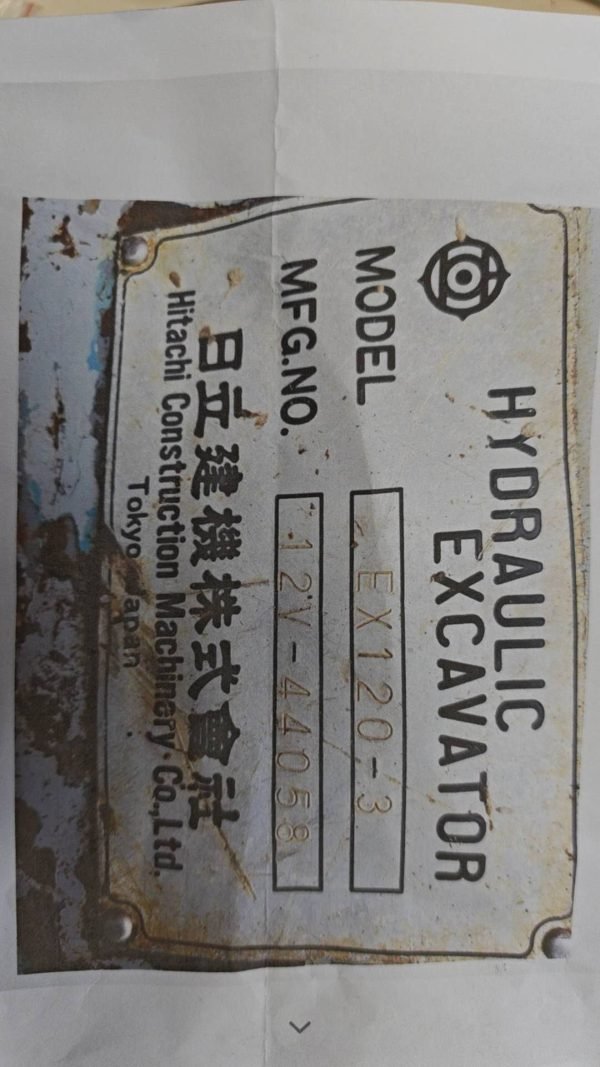 HYDRAULIC
EXCAVATOR
MODEL EX120-3
MFG.NO. 12V-44058
日立建機株式會社
Hitachi Construction Machinery Co.,Ltd.
Tokyo Japan